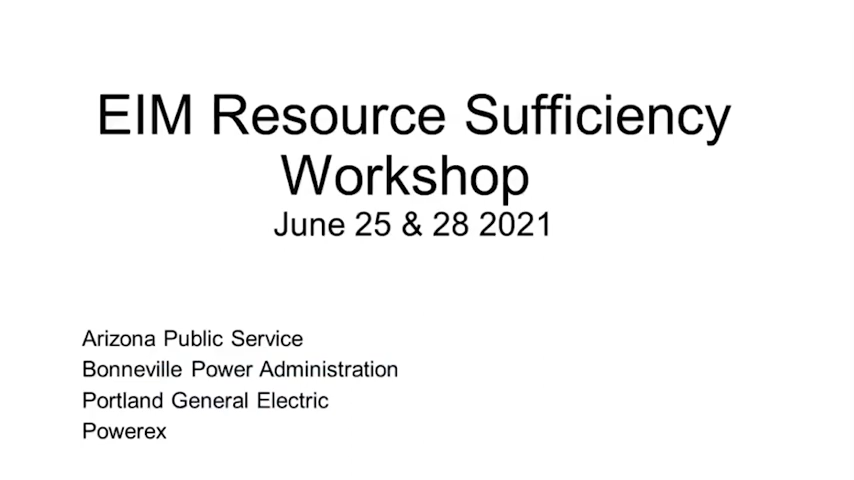 EIM Resource Sufficiency
Workshop
June 25 & 28 2021
Arizona Public Service
Bonneville Power Administration
Portland General Electric
Powerex